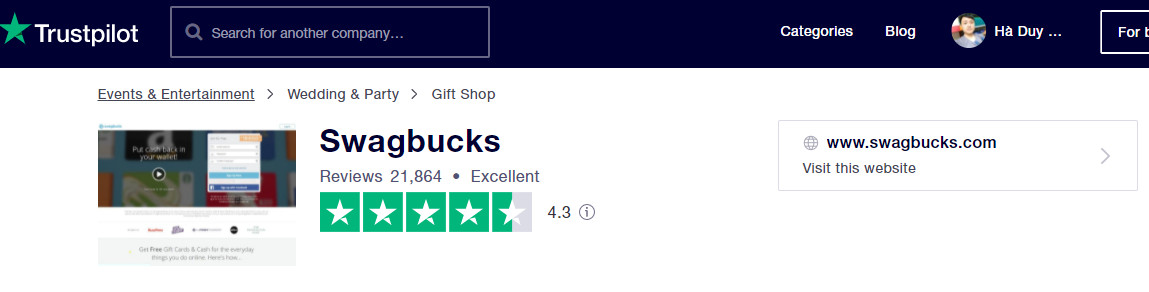 Trustpilot
Search for another company…
Categories
Blog
Hà Duy ...
For b
Events & Entertainment > Wedding & Party > Gift Shop
Swagbucks
Reviews 21,864 • Excellent
4.3
www.swagbucks.com
Visit this website
Put cash back in
your wallet!
Get Free Gift Cards & Cash for the everyday
things you do online. Here's how...